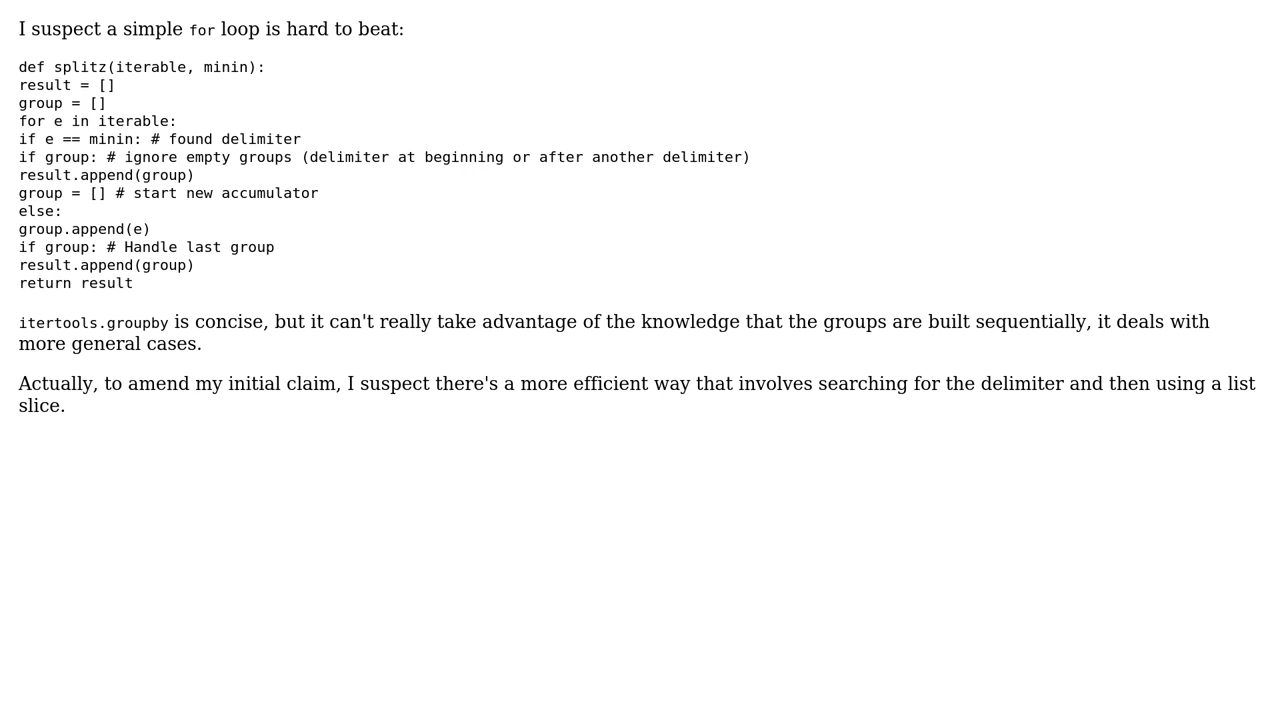 I suspect a simple for loop is hard to beat:
def splitz(iterable, minin):
result = []
group = []
for e in iterable:
if e == minin: # found delimiter
if group: # ignore empty groups (delimiter at beginning or after another delimiter)
result.append(group)
group = [] # start new accumulator
else:
group.append(e)
if group: # Handle last group
result.append(group)
return result
itertools.groupby is concise, but it can't really take advantage of the knowledge that the groups are built sequentially, it deals with
more general cases.
Actually, to amend my initial claim, I suspect there's a more efficient way that involves searching for the delimiter and then using a list
slice.